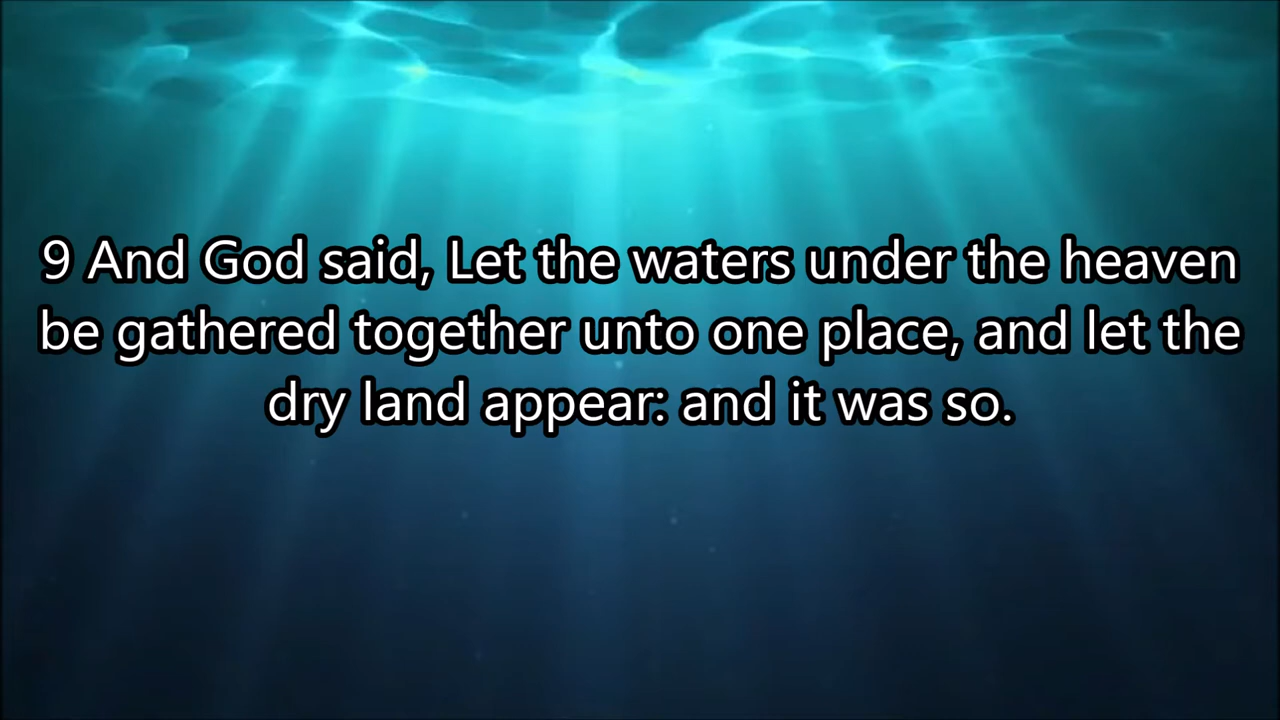 9 And God said, Let the waters under the heaven
be gathered together unto one place, and let the
dry land appear: and it was so.